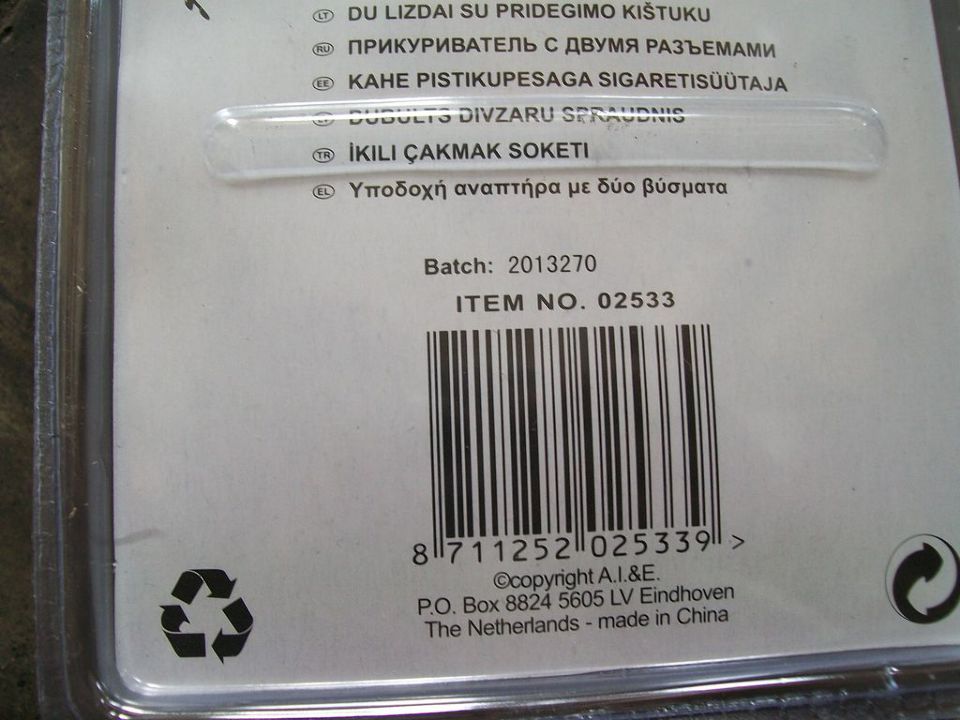 LT DU LIZDAI SU PRIDEGIMO KIŠTUKU
RU ПРИКУРИВАТЕЛЬ С ДВУМЯ РАЗЪЕМАМИ
EE KAHE PISTIKUPESAGA SIGARETISÜÜTAJA
LV DUBULTS DIVZARU SPRAUDNIS
TR İKILI ÇAKMAK SOKETI
EL Υποδοχή αναπτήρα με δύο βύσματα
Batch: 2013270
ITEM NO. 02533
8 711252 025339 >
©copyright A.I.&E.
P.O. Box 8824 5605 LV Eindhoven
The Netherlands - made in China